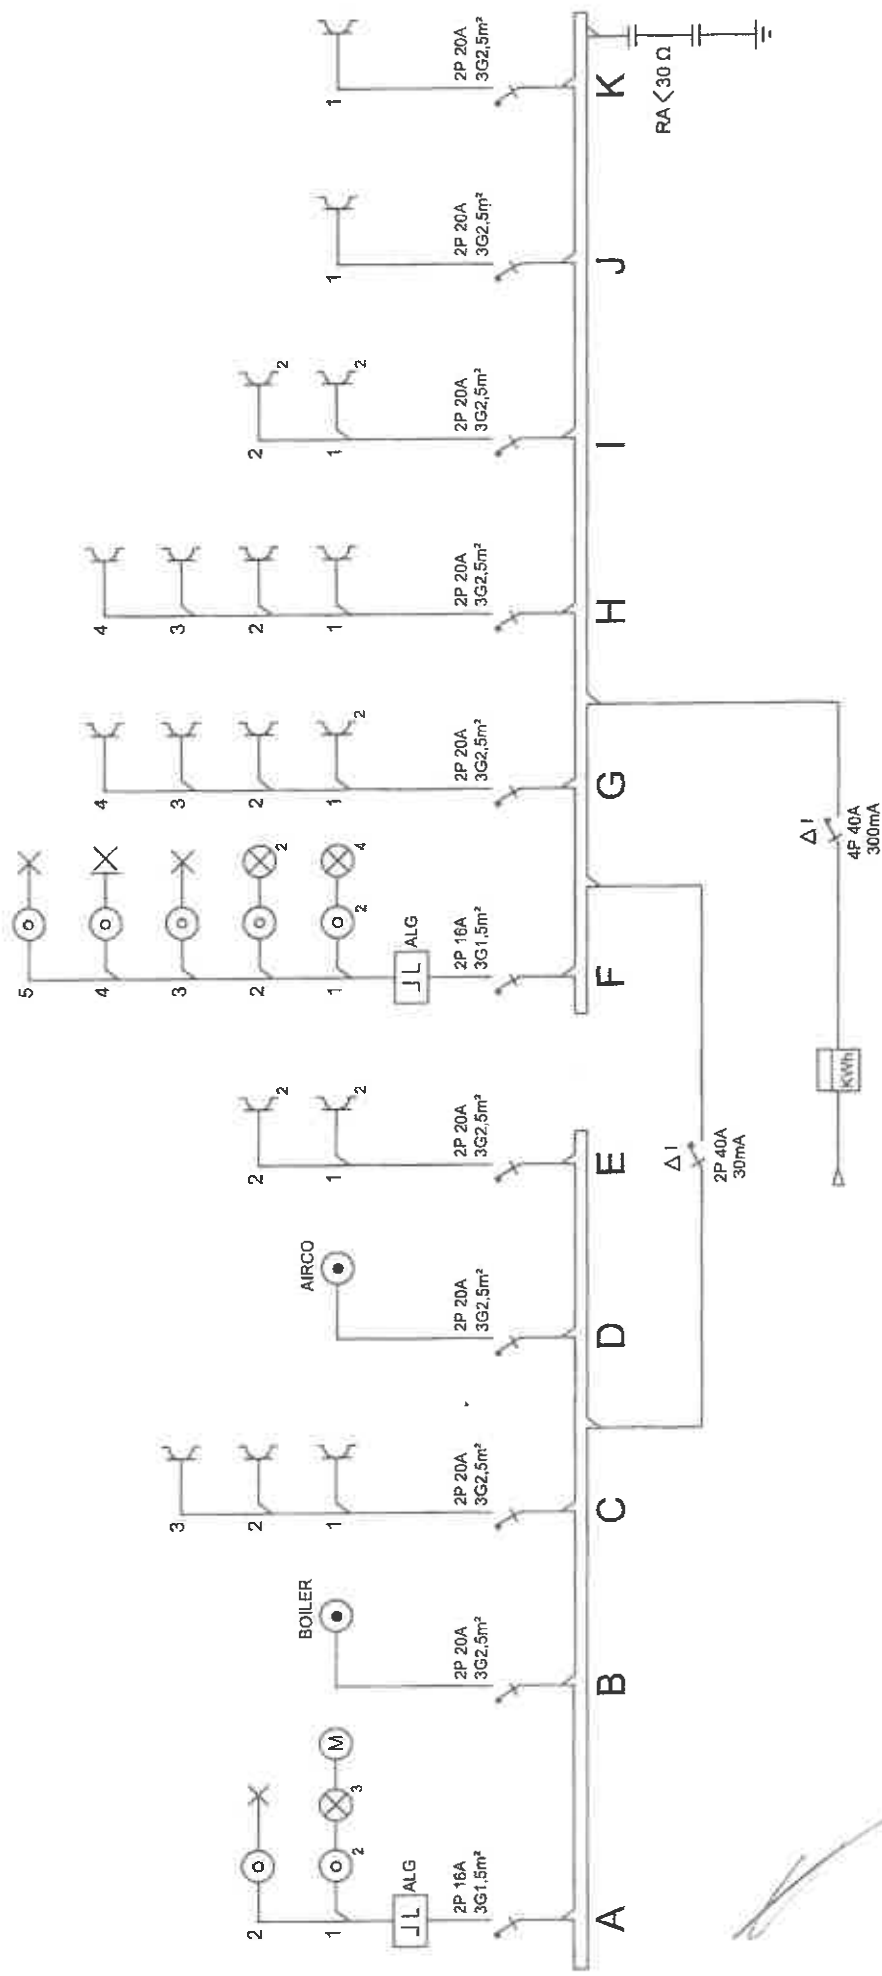 2
1
ALG
2
3
M
2P 16A
3G1,5m²
A
BOILER
2P 20A
3G2,5m²
B
3
2
1
2P 20A
3G2,5m²
C
AIRCO
2P 20A
3G2,5m²
D
2
2
1
2
2P 20A
3G2,5m²
E
5
4
3
2
2
1
2
4
ALG
2P 16A
3G1,5m²
F
4
3
2
1
2
2P 20A
3G2,5m²
G
4
3
2
1
2P 20A
3G2,5m²
H
2
2
1
2
2P 20A
3G2,5m²
I
1
2P 20A
3G2,5m²
J
1
2P 20A
3G2,5m²
K
RA<30 Ω
Δ I
2P 40A
30mA
Δ I
4P 40A
300mA
KWh